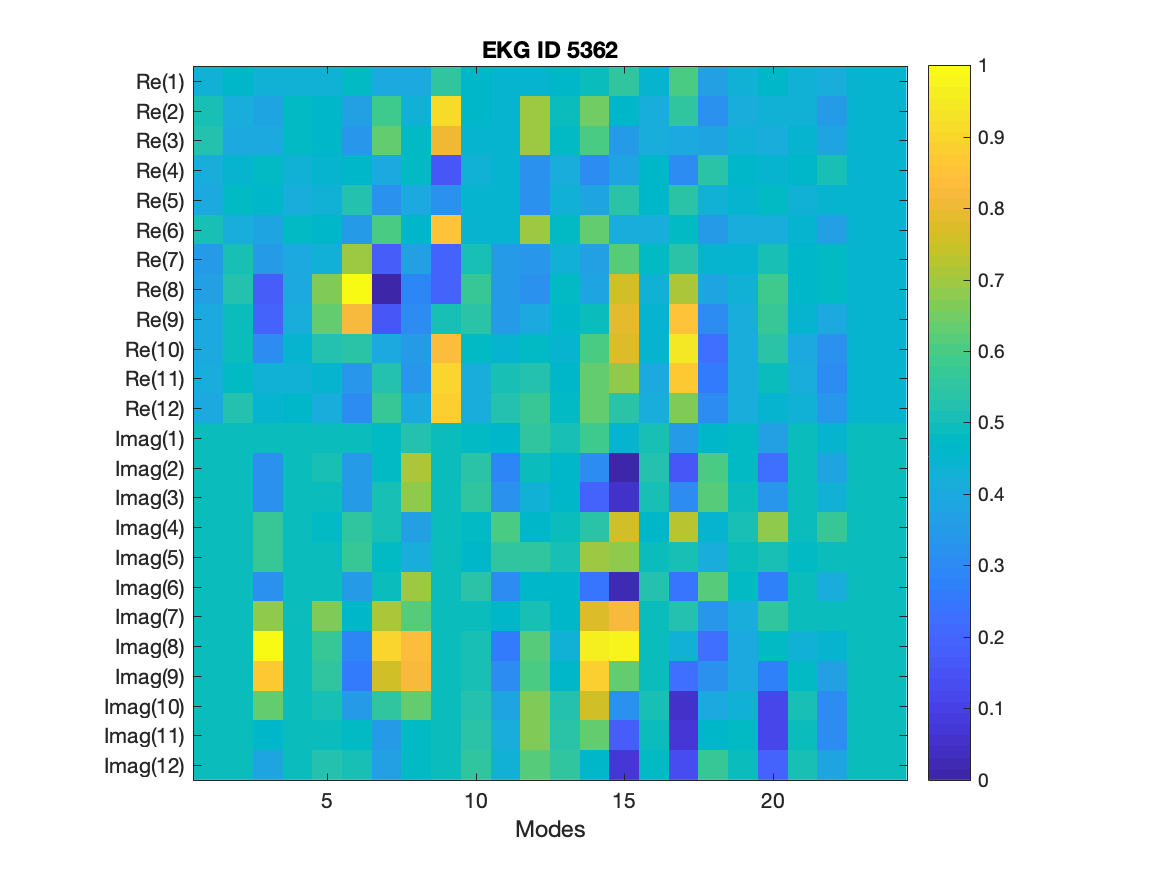 EKG ID 5362
Re(1)
Re(2)
Re(3)
Re(4)
Re(5)
Re(6)
Re(7)
Re(8)
Re(9)
Re(10)
Re(11)
Re(12)
Imag(1)
Imag(2)
Imag(3)
Imag(4)
Imag(5)
Imag(6)
Imag(7)
Imag(8)
Imag(9)
Imag(10)
Imag(11)
Imag(12)
5 10 15 20
Modes
1
0.9
0.8
0.7
0.6
0.5
0.4
0.3
0.2
0.1
0